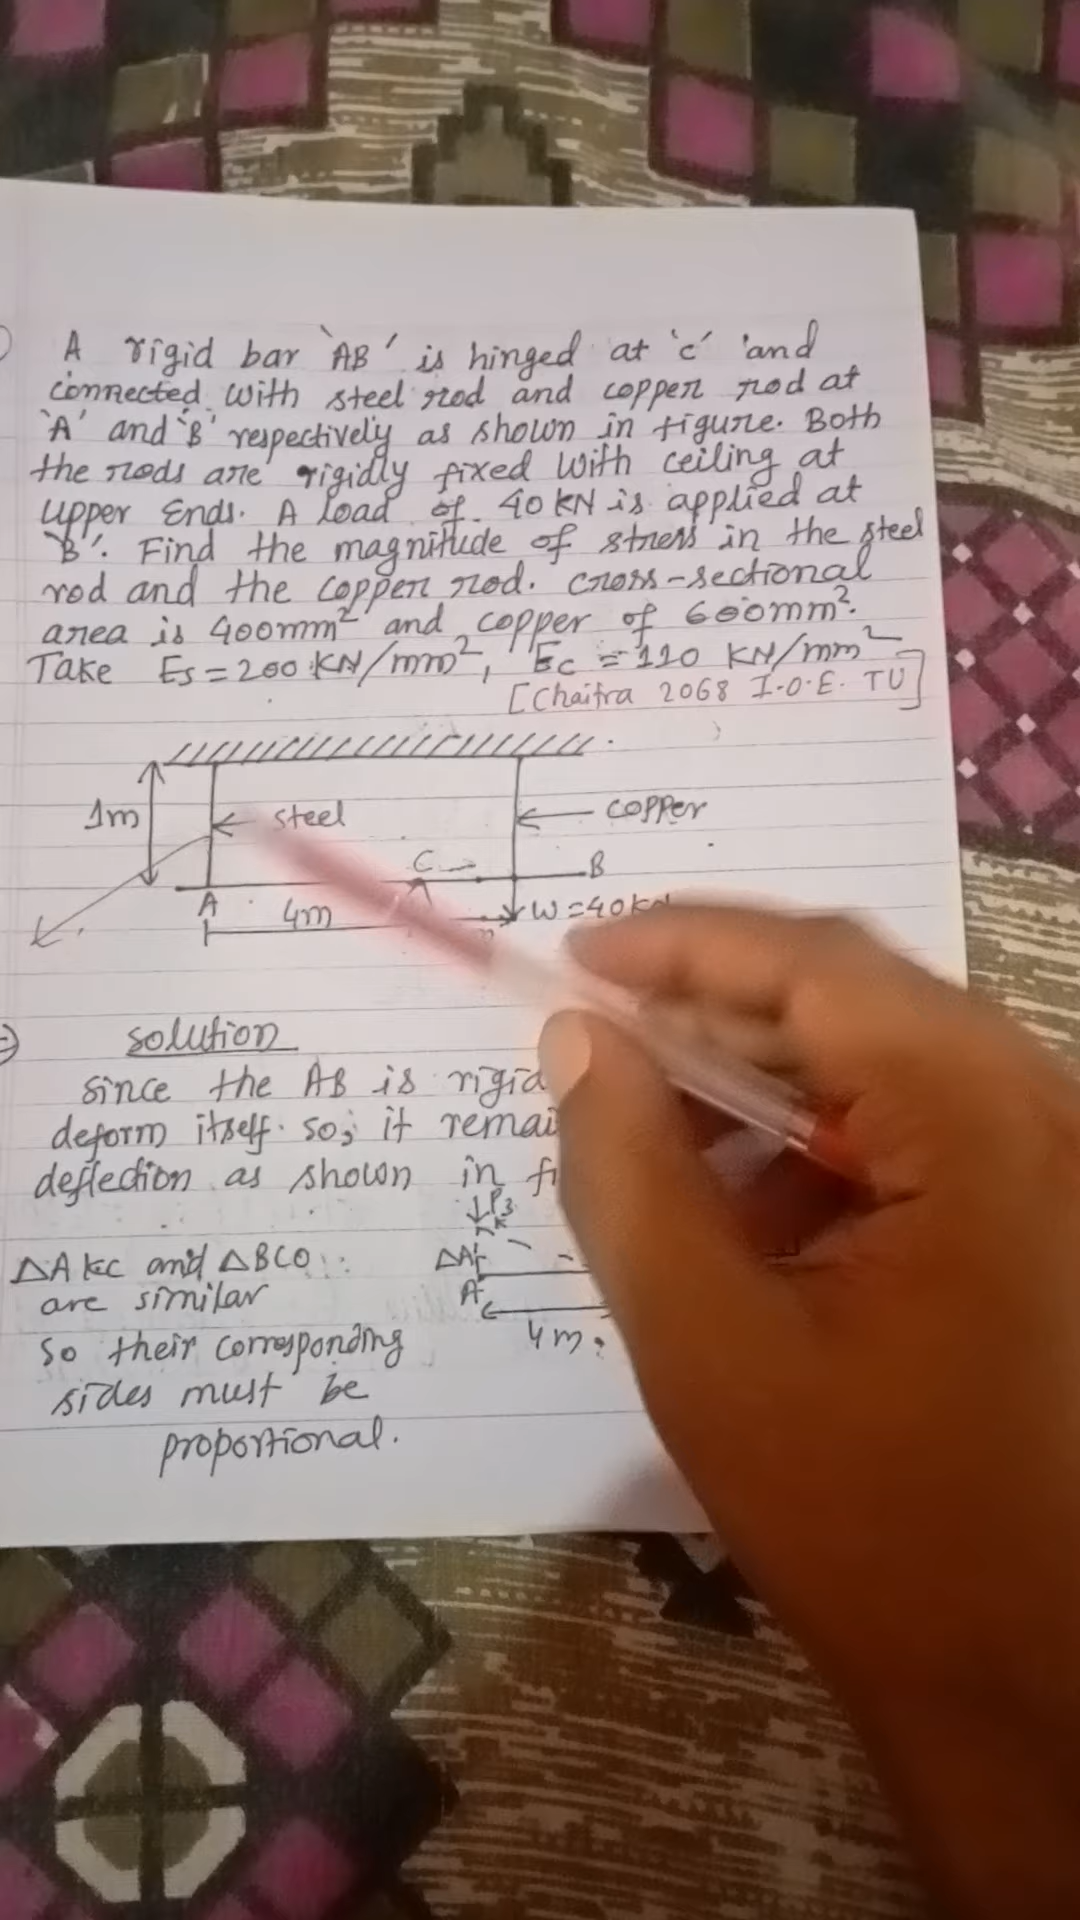 A rigid bar 'AB' is hinged at 'c' 'and
connected with steel rod and copper rod at
'A' and 'B' respectively as shown in figure. Both
the rods are rigidly fixed with ceiling at
upper Ends. A load of 40 KN is applied at
'B'. Find the magnitude of stress in the steel
rod and the copper rod. cross-sectional
area is 400mm² and copper of 600mm².
Take Es = 200 KN/mm², Ec = 110 KN/mm²
[Chaitra 2068 I.O.E. TU]
1m
steel
copper
C
B
A
4m
W = 40
solution
since the AB is rigid
deform itself. so; it
deflection as shown in
P3
ΔAKC and ΔBCO
K
ΔA
are similar
A
4m
so their corresponding
sides must be
proportional.